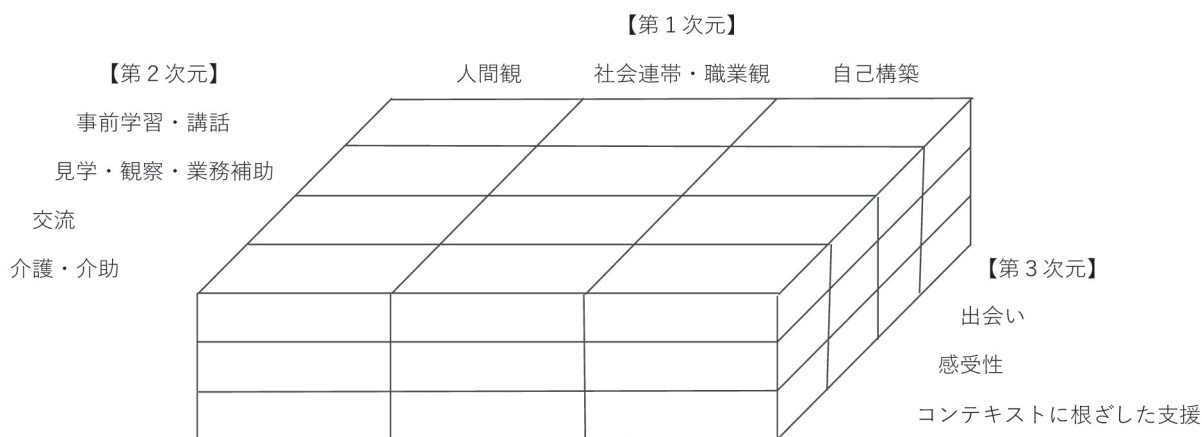 【第1次元】
【第2次元】
人間観
社会連帯・職業観
自己構築
事前学習・講話
見学・観察・業務補助
交流
介護・介助
【第3次元】
出会い
感受性
コンテキストに根ざした支援